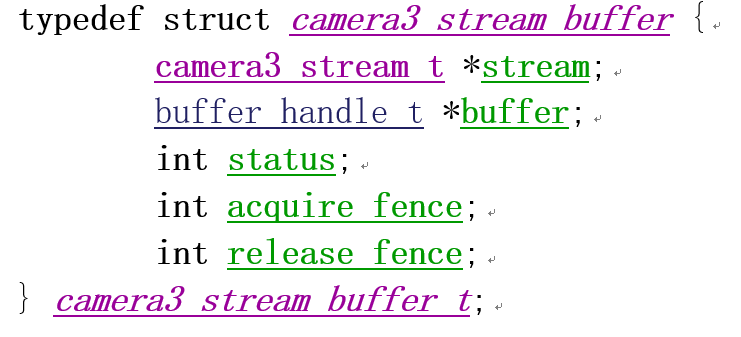 typedef struct camera3_stream_buffer { ↵
camera3_stream_t *stream; ↵
buffer_handle_t *buffer; ↵
int status; ↵
int acquire_fence; ↵
int release_fence; ↵
} camera3_stream_buffer_t; ↵